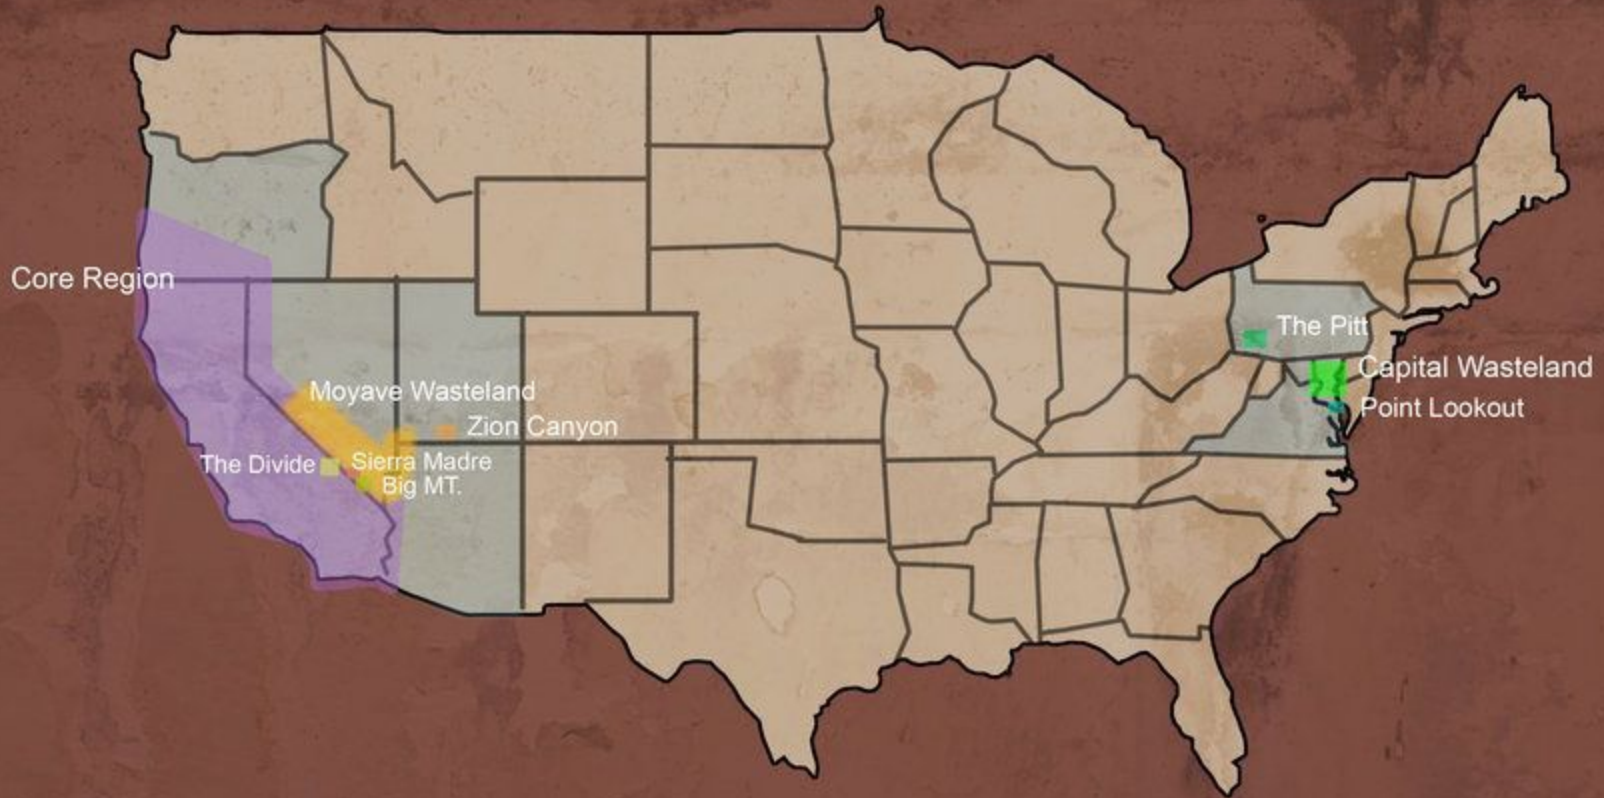 Core Region
The Pitt
Capital Wasteland
Moyave Wasteland
Point Lookout
Zion Canyon
The Divide
Sierra Madre
Big MT.